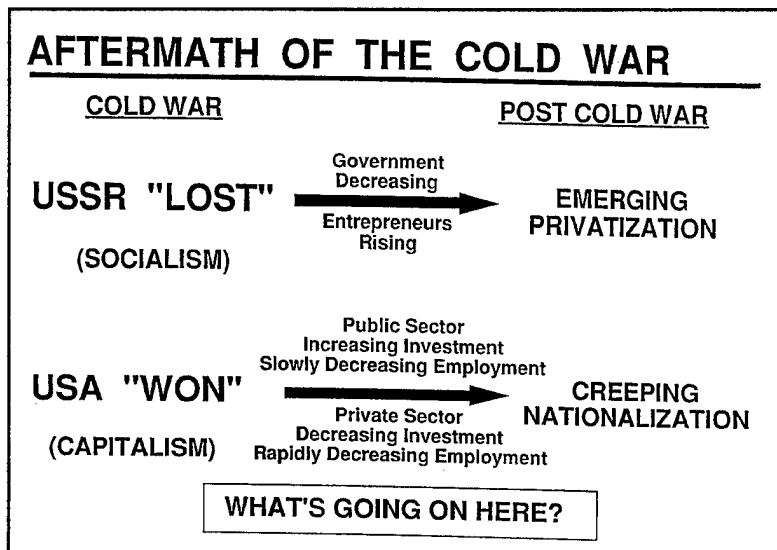 AFTERMATH OF THE COLD WAR
COLD WAR
POST COLD WAR
USSR "LOST"
(SOCIALISM)
Government
Decreasing
Entrepreneurs
Rising
EMERGING
PRIVATIZATION
USA "WON"
(CAPITALISM)
Public Sector
Increasing Investment
Slowly Decreasing Employment
Private Sector
Decreasing Investment
Rapidly Decreasing Employment
CREEPING
NATIONALIZATION
WHAT'S GOING ON HERE?